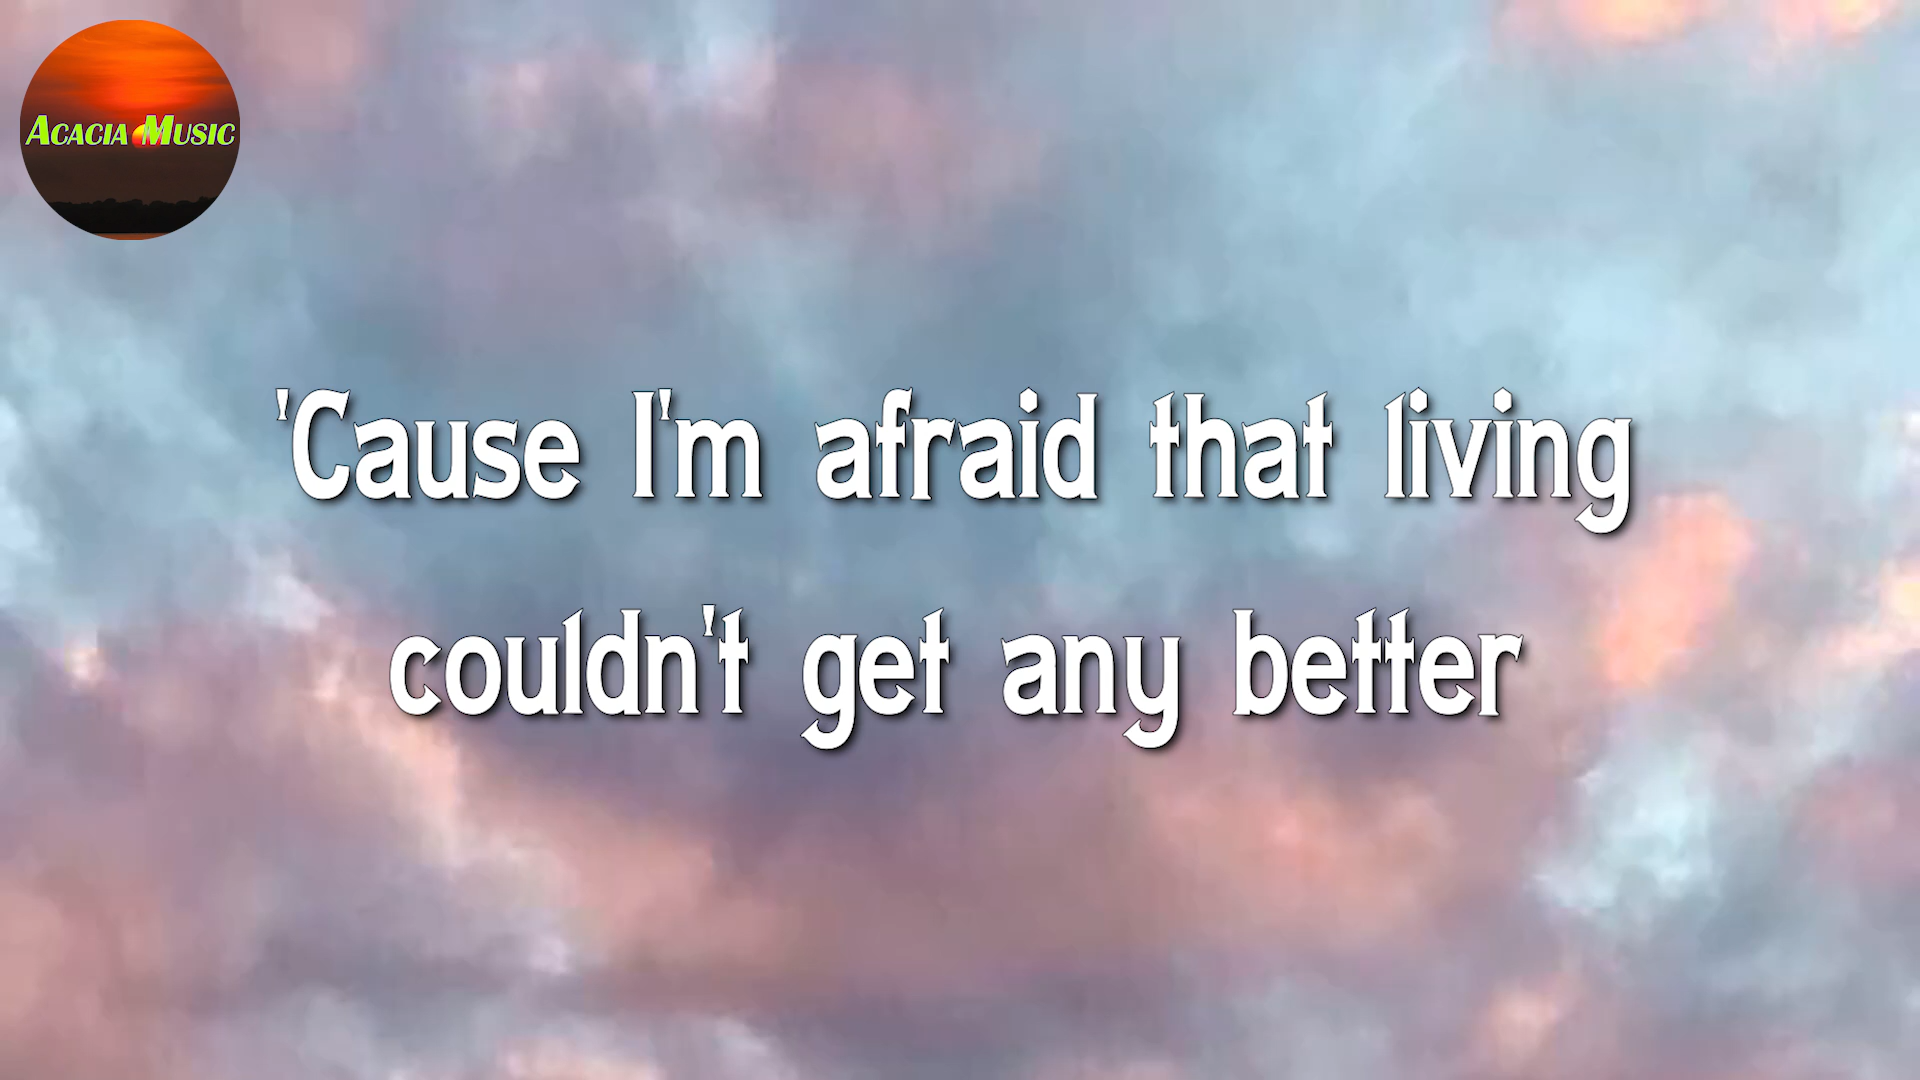 ACACIA MUSIC
'Cause I'm afraid that living
couldn't get any better